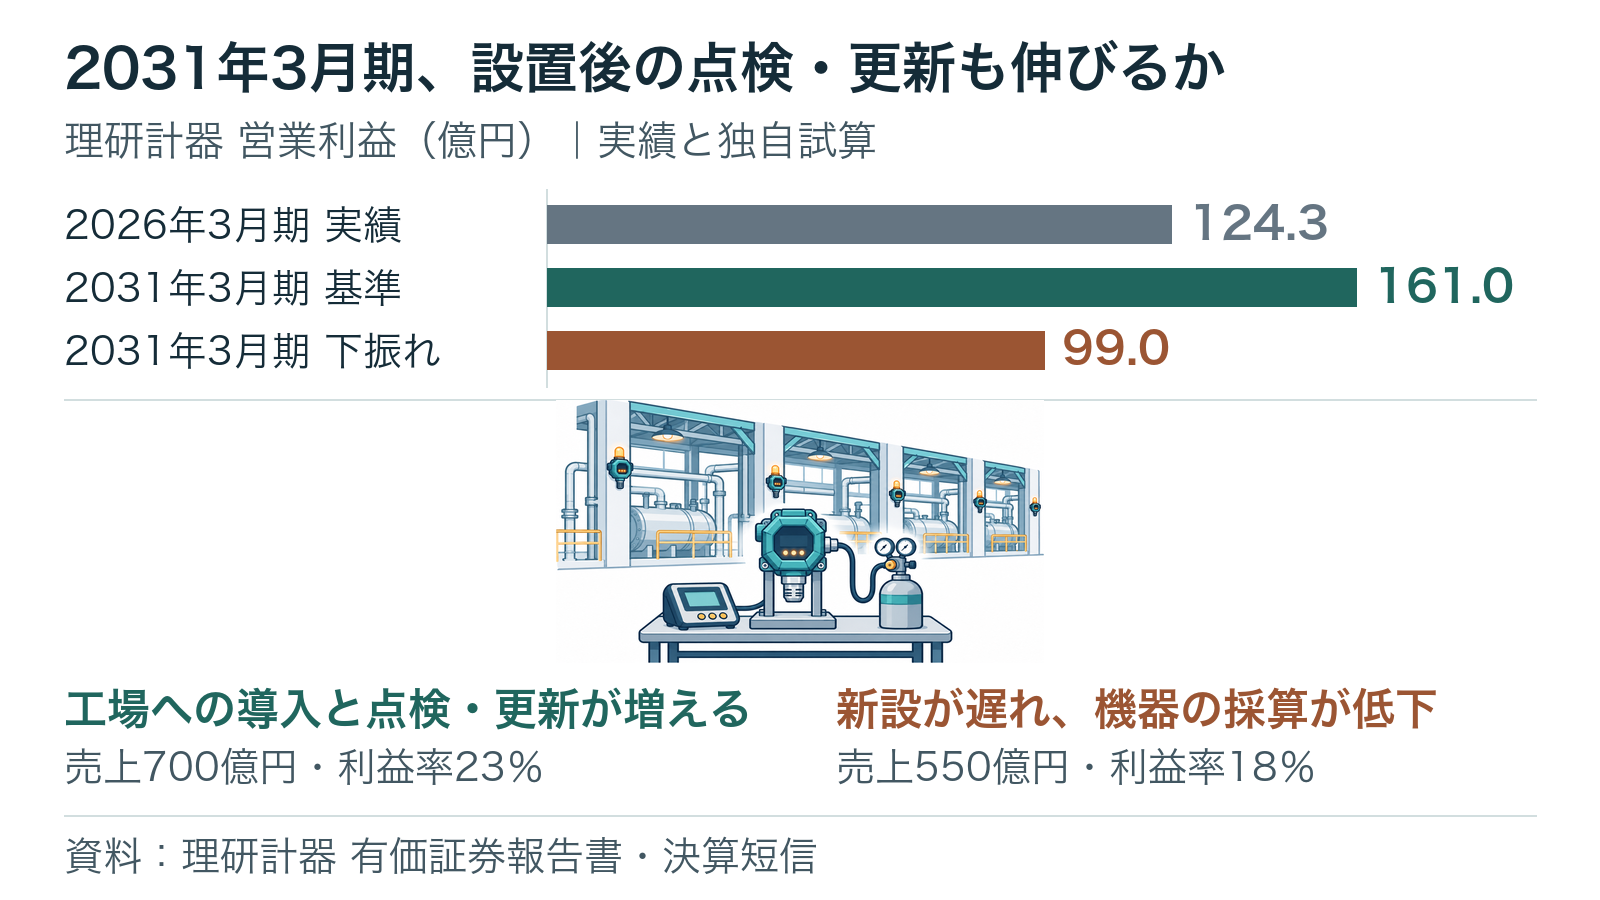 2031年3月期、設置後の点検・更新も伸びるか
理研計器 営業利益（億円）｜実績と独自試算
2026年3月期 実績 124.3
2031年3月期 基準 161.0
2031年3月期 下振れ 99.0
工場への導入と点検・更新が増える
売上700億円・利益率23%
新設が遅れ、機器の採算が低下
売上550億円・利益率18%
資料：理研計器 有価証券報告書・決算短信